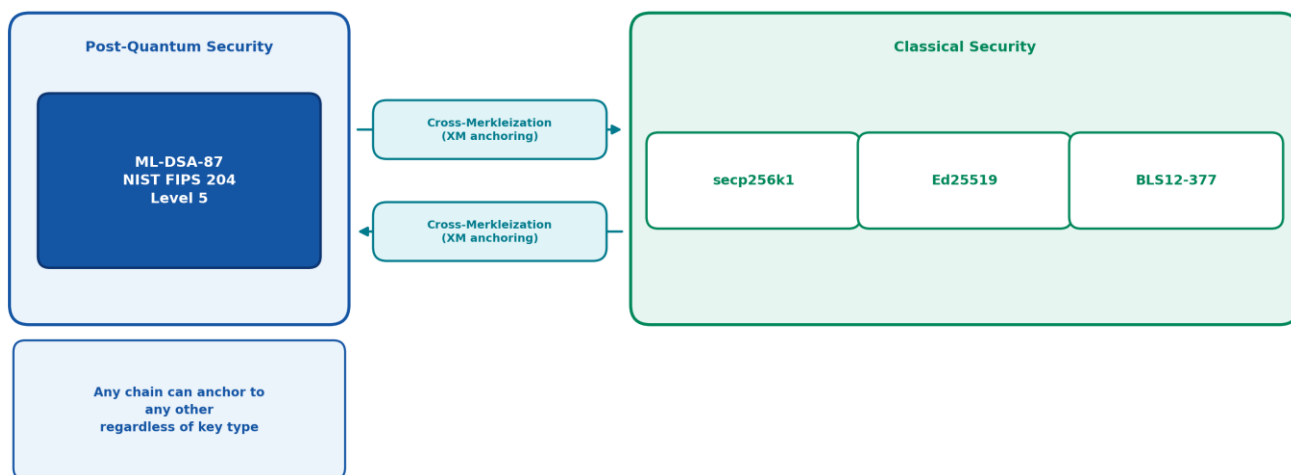 Post-Quantum Security
ML-DSA-87
NIST FIPS 204
Level 5
Cross-Merkleization
(XM anchoring)
Cross-Merkleization
(XM anchoring)
Classical Security
secp256k1
Ed25519
BLS12-377
Any chain can anchor to
any other
regardless of key type